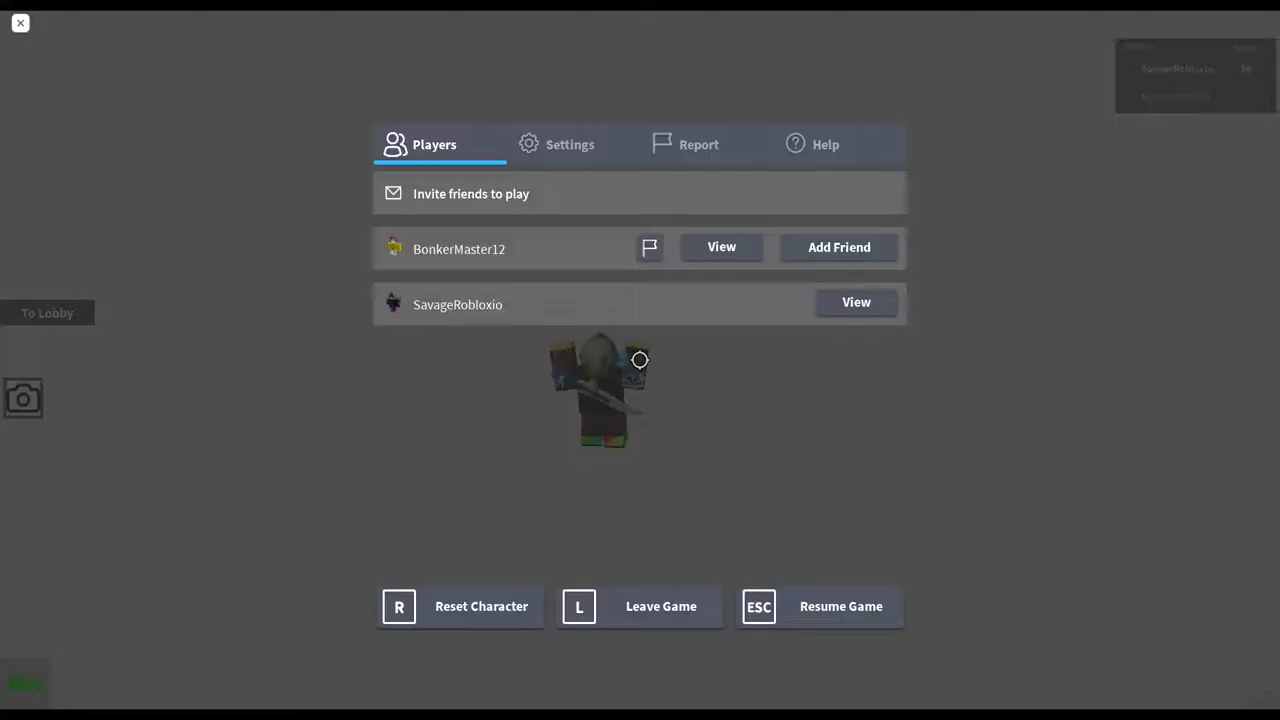 Players
Settings
Report
Help
Invite friends to play
BonkerMaster12
View
Add Friend
SavageRobloxio
View
SavageRobloxio
To Lobby
R
Reset Character
L
Leave Game
ESC
Resume Game